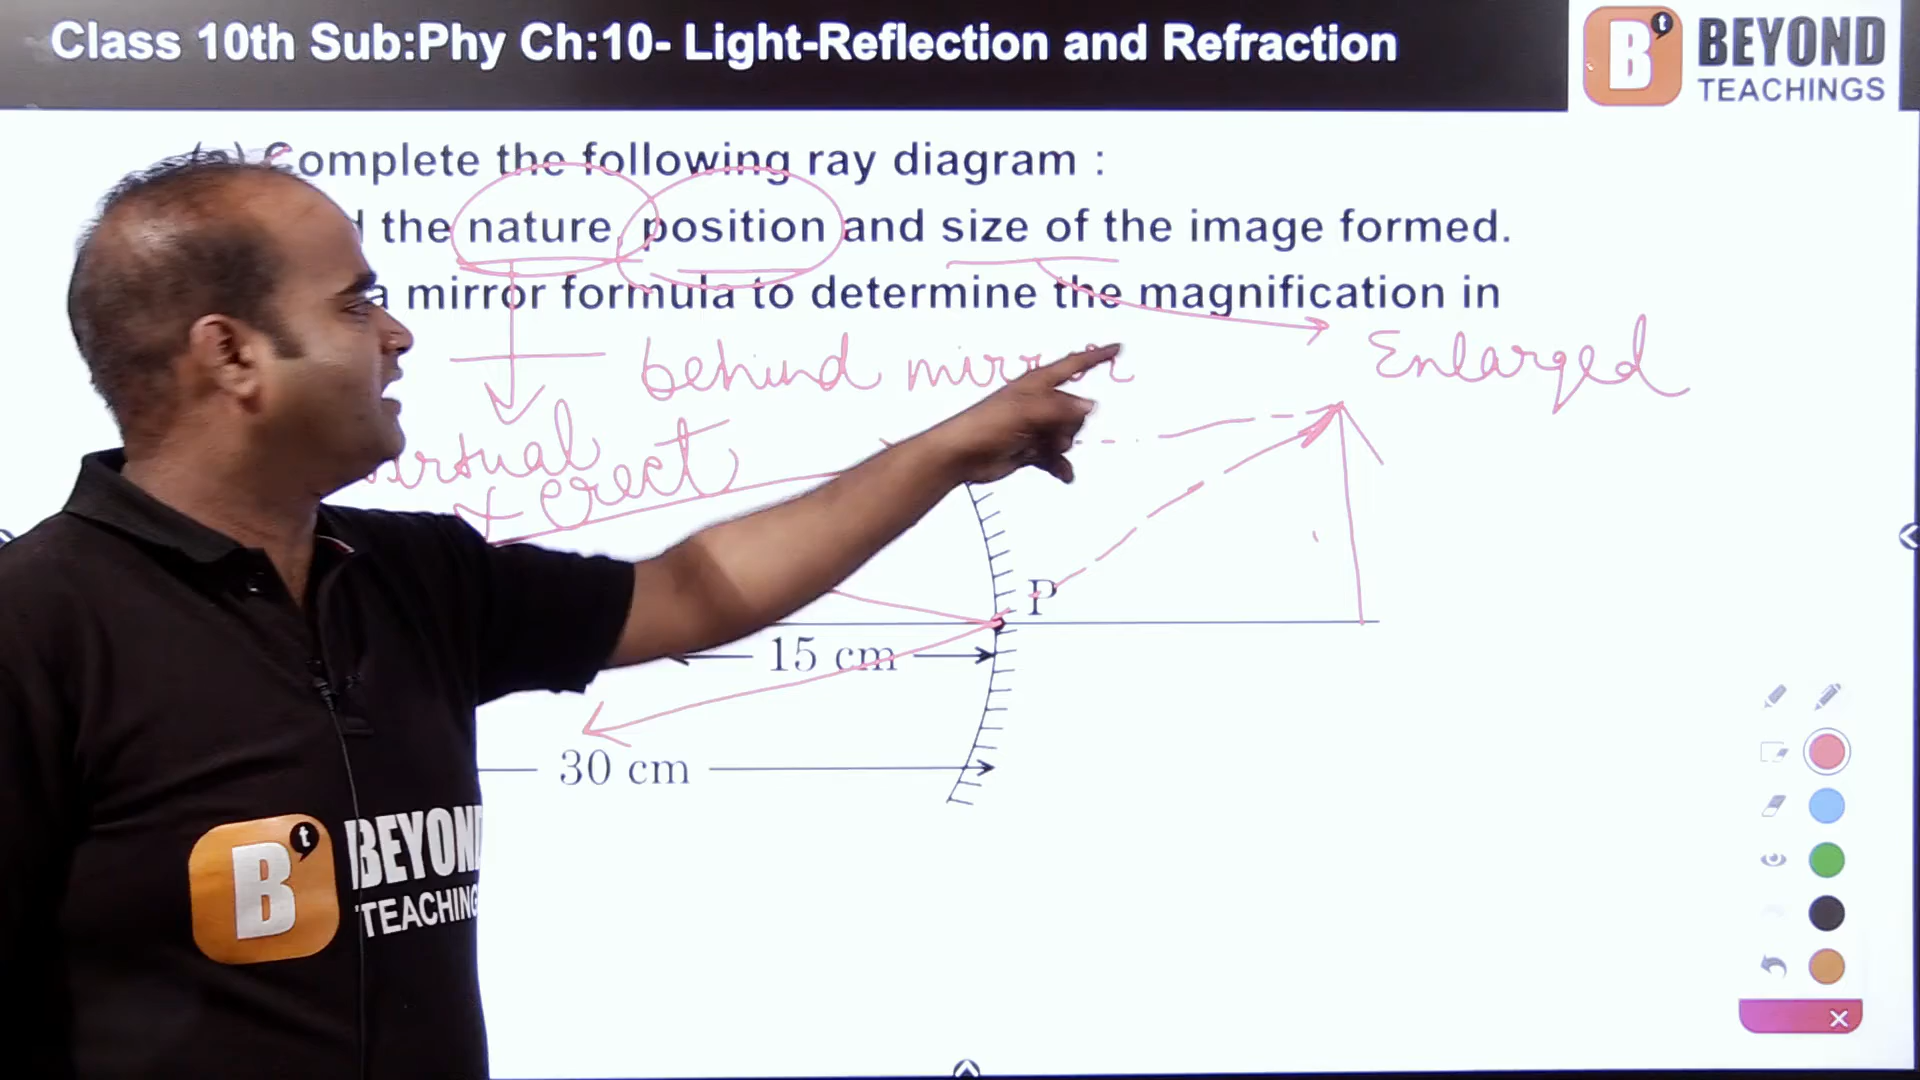 Class 10th Sub:Phy Ch:10- Light-Reflection and Refraction
BEYOND
TEACHINGS
Complete the following ray diagram :
the nature, position and size of the image formed.
a mirror formula to determine the magnification in
behind mirror
Enlarged
& erect
P
15 cm
30 cm
B t
BEYOND
TEACHING